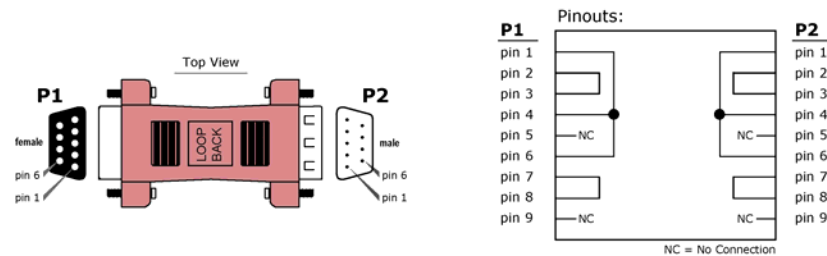 Top View
P1
P2
female
male
LOOP
BACK
pin 6
pin 1
pin 6
pin 1
Pinouts:
P1
P2
pin 1
pin 1
pin 2
pin 2
pin 3
pin 3
pin 4
pin 4
pin 5
NC
NC
pin 5
pin 6
pin 6
pin 7
pin 7
pin 8
pin 8
pin 9
NC
NC
pin 9
NC = No Connection